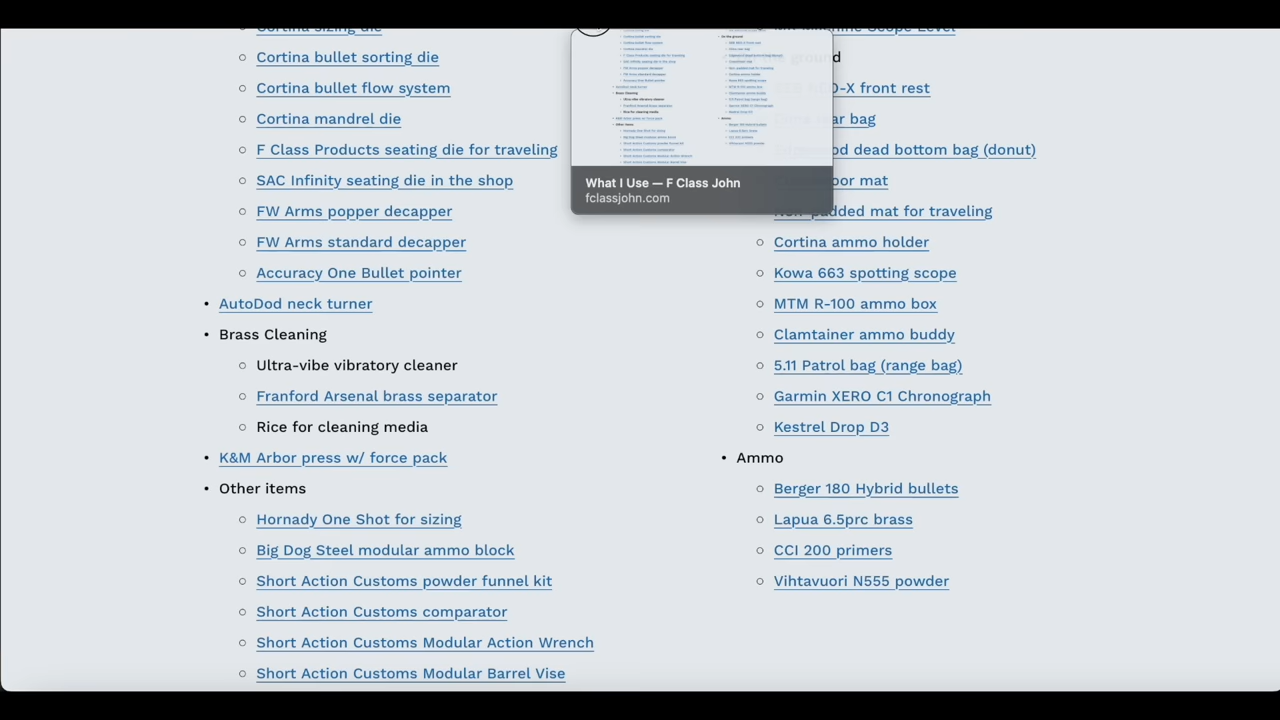 Cortina sizing die
Cortina bullet sorting die
Cortina bullet flow system
Cortina mandrel die
F Class Products seating die for traveling
SAC Infinity seating die in the shop
FW Arms popper decapper
FW Arms standard decapper
Accuracy One Bullet pointer
AutoDod neck turner
Brass Cleaning
Ultra-vibe vibratory cleaner
Franford Arsenal brass separator
Rice for cleaning media
K&M Arbor press w/ force pack
Other items
Hornady One Shot for sizing
Big Dog Steel modular ammo block
Short Action Customs powder funnel kit
Short Action Customs comparator
Short Action Customs Modular Action Wrench
Short Action Customs Modular Barrel Vise
What I Use — F Class John
fclassjohn.com
Scope Level
ground
front rest
bag
dead bottom bag (donut)
mat
padded mat for traveling
Cortina ammo holder
Kowa 663 spotting scope
MTM R-100 ammo box
Clamtainer ammo buddy
5.11 Patrol bag (range bag)
Garmin XERO C1 Chronograph
Kestrel Drop D3
Ammo
Berger 180 Hybrid bullets
Lapua 6.5prc brass
CCI 200 primers
Vihtavuori N555 powder